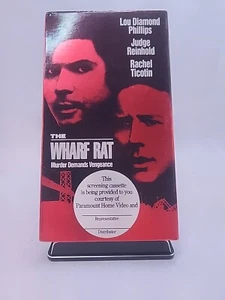 Lou Diamond
Phillips
Judge
Reinhold
Rachel
Ticotin
THE
WHARF RAT
Murder Demands Vengeance
This
screening cassette
is being provided to you
courtesy of
Paramount Home Video and
Representative
Distributor